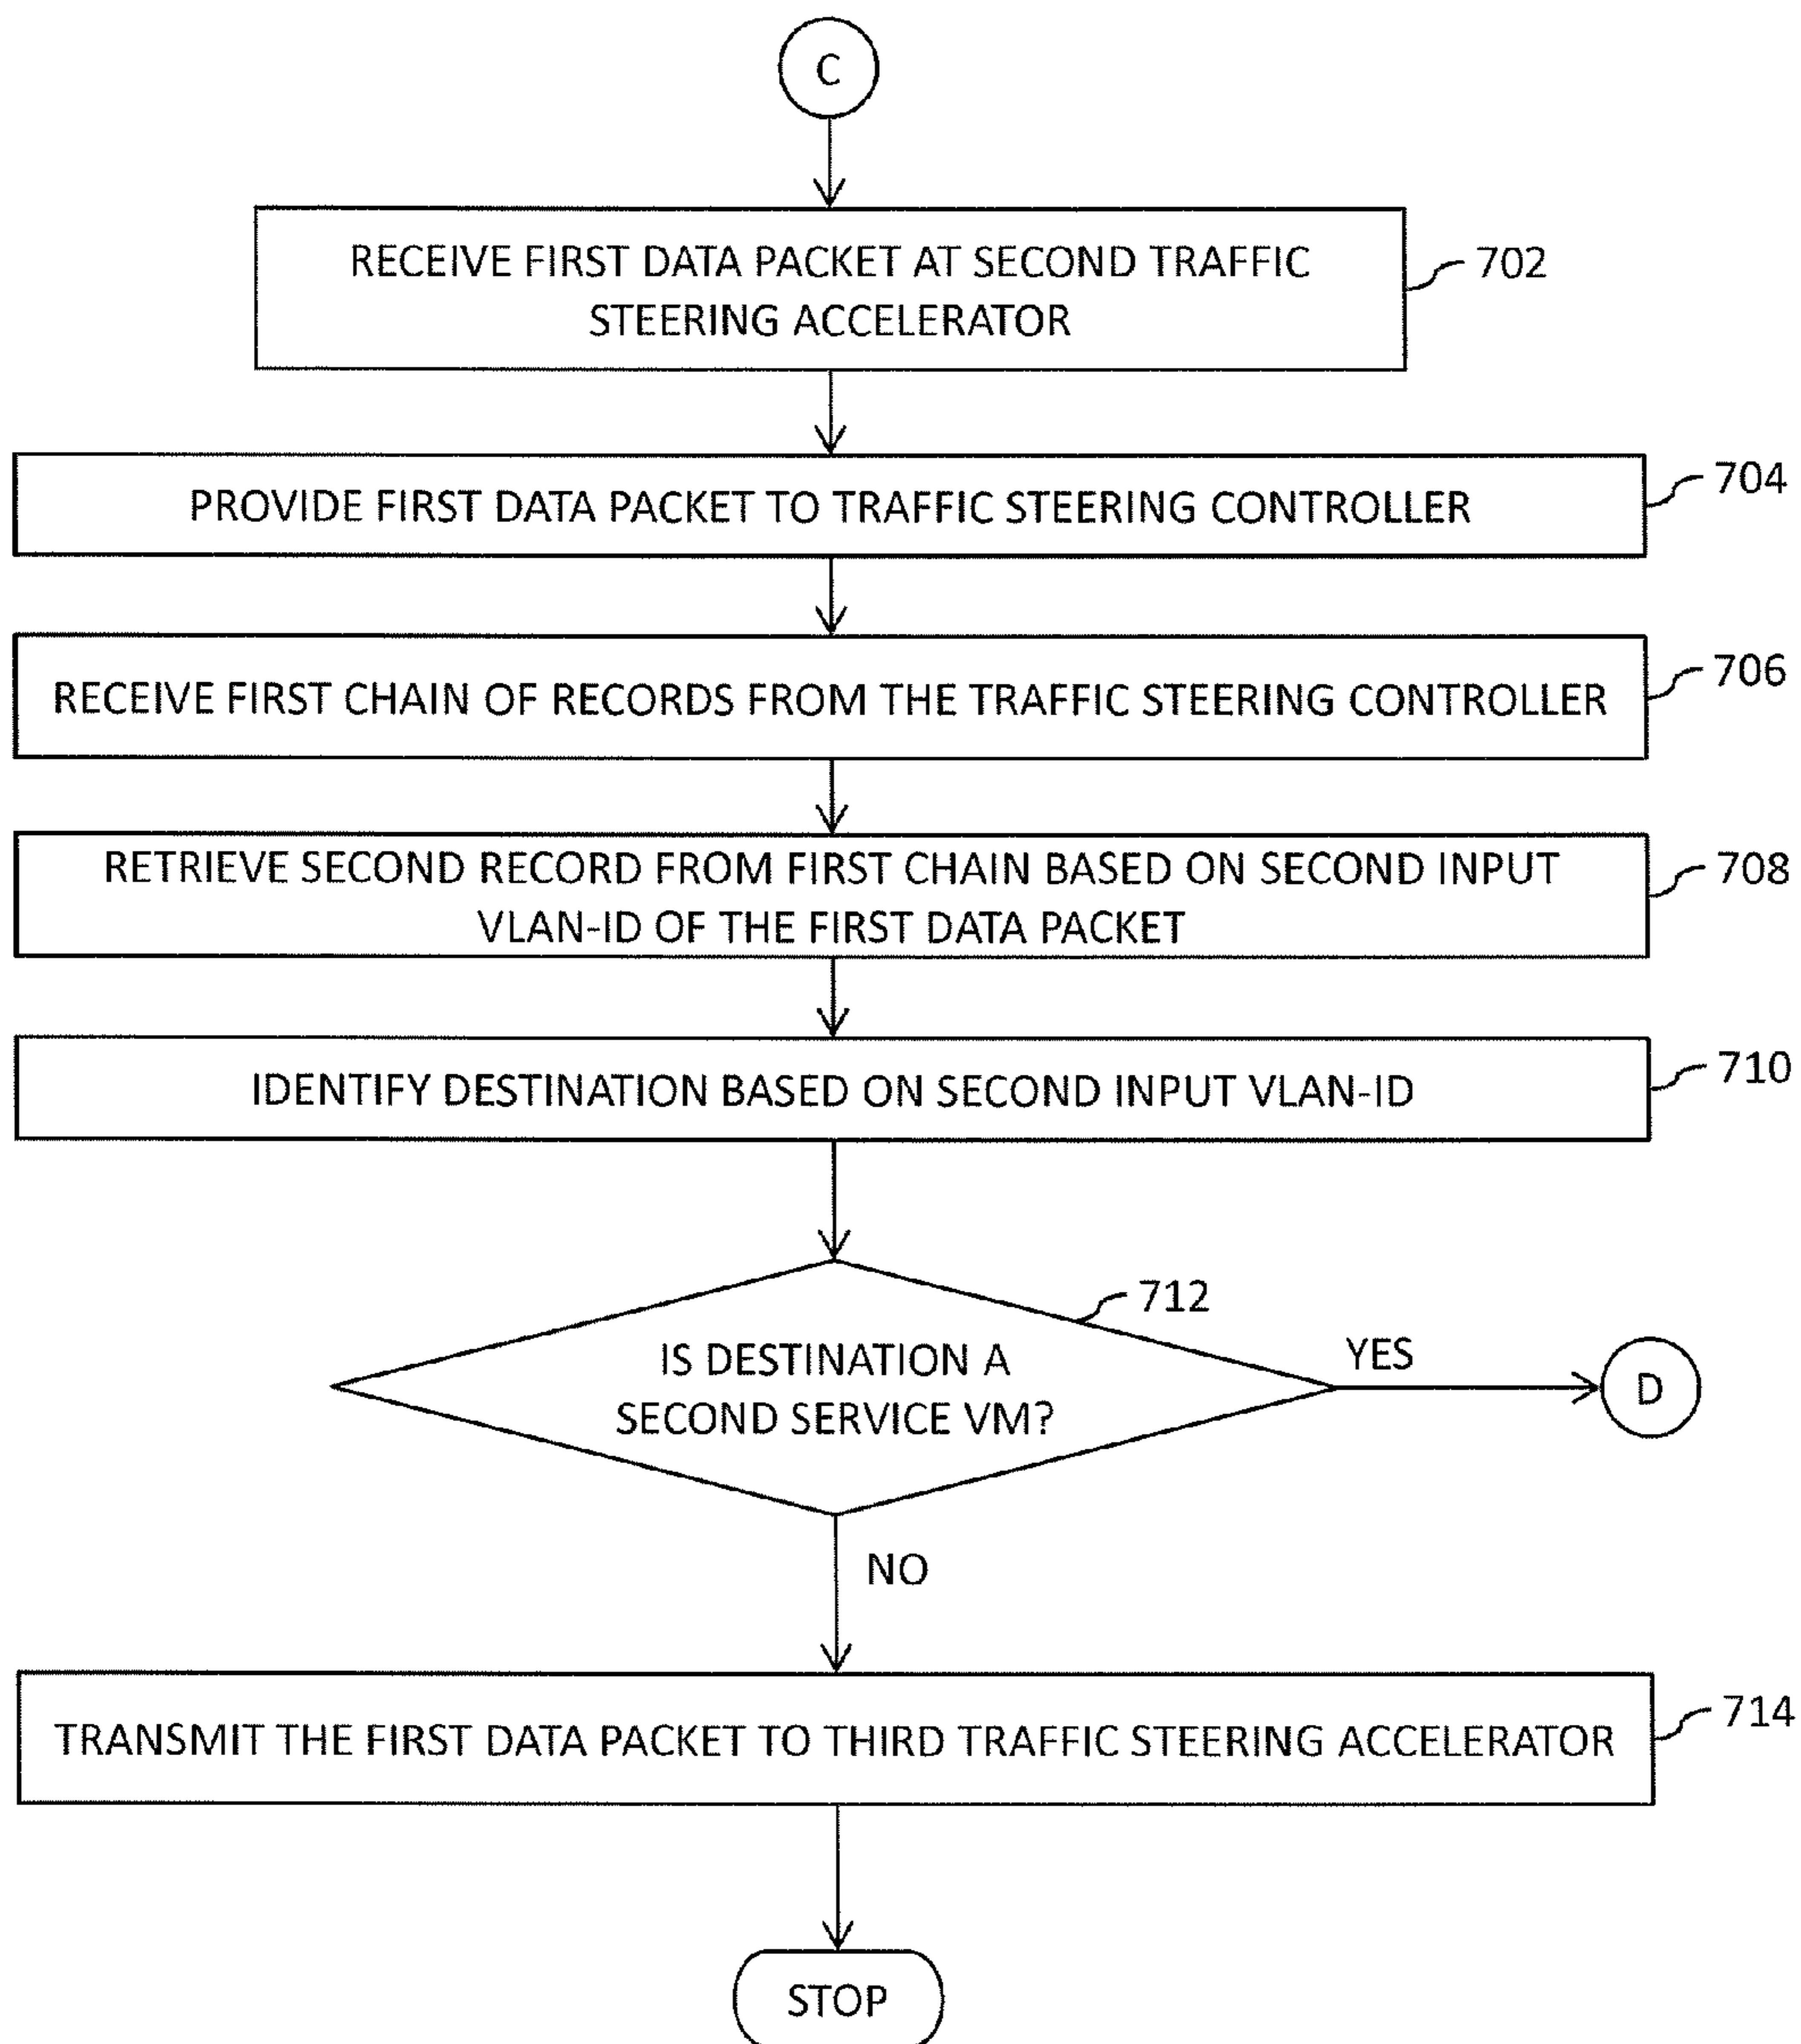 C
RECEIVE FIRST DATA PACKET AT SECOND TRAFFIC
STEERING ACCELERATOR
702
PROVIDE FIRST DATA PACKET TO TRAFFIC STEERING CONTROLLER
704
RECEIVE FIRST CHAIN OF RECORDS FROM THE TRAFFIC STEERING CONTROLLER
706
RETRIEVE SECOND RECORD FROM FIRST CHAIN BASED ON SECOND INPUT
VLAN-ID OF THE FIRST DATA PACKET
708
IDENTIFY DESTINATION BASED ON SECOND INPUT VLAN-ID
710
712
IS DESTINATION A
SECOND SERVICE VM?
YES
D
NO
TRANSMIT THE FIRST DATA PACKET TO THIRD TRAFFIC STEERING ACCELERATOR
714
STOP